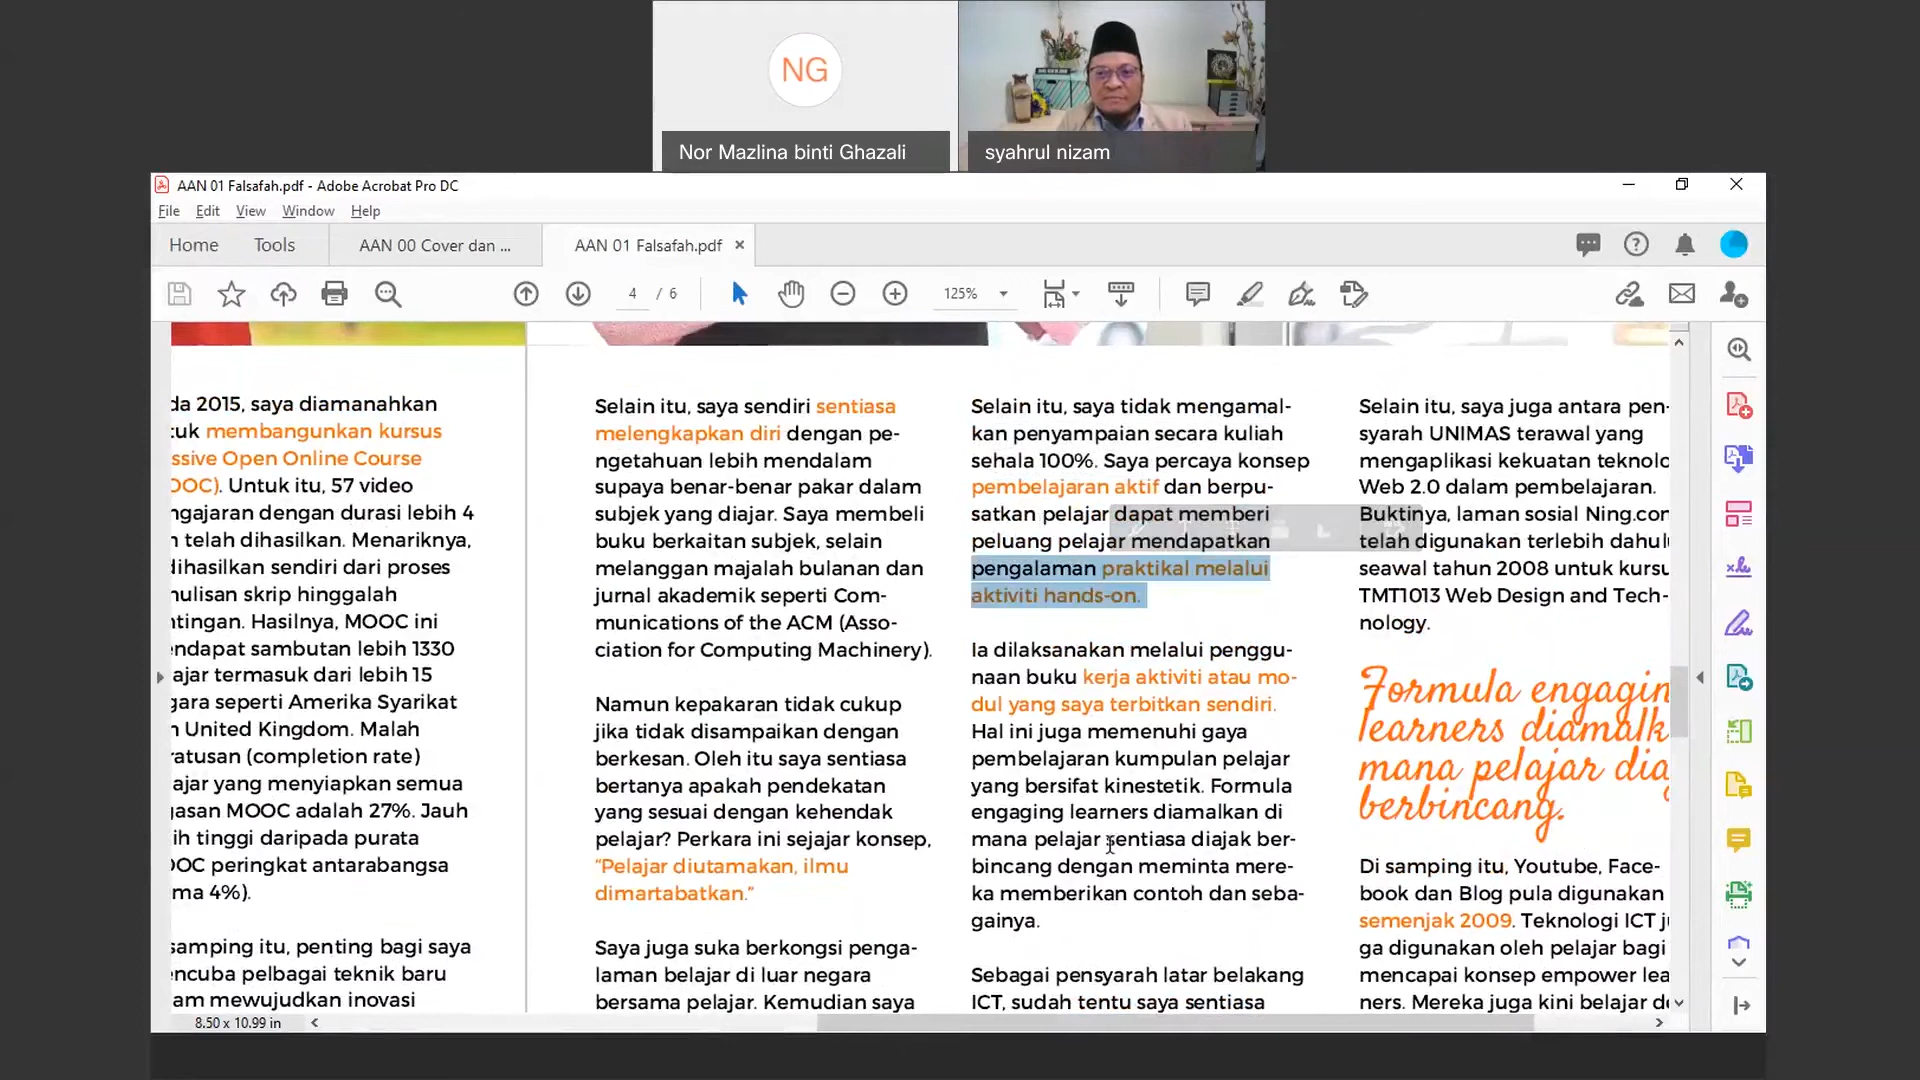 NG
Nor Mazlina binti Ghazali
syahrul nizam
AAN 01 Falsafah.pdf - Adobe Acrobat Pro DC
File Edit View Window Help
Home Tools AAN 00 Cover dan ... AAN 01 Falsafah.pdf ×
4 / 6 125%
da 2015, saya diamanahkan
tuk membangunkan kursus
ssive Open Online Course
OOC). Untuk itu, 57 video
ngajaran dengan durasi lebih 4
n telah dihasilkan. Menariknya,
dihasilkan sendiri dari proses
nulisan skrip hinggalah
ntingan. Hasilnya, MOOC ini
endapat sambutan lebih 1330
ajar termasuk dari lebih 15
gara seperti Amerika Syarikat
n United Kingdom. Malah
ratusan (completion rate)
ajar yang menyiapkan semua
gasan MOOC adalah 27%. Jauh
ih tinggi daripada purata
OOC peringkat antarabangsa
ma 4%).
samping itu, penting bagi saya
encuba pelbagai teknik baru
am mewujudkan inovasi
Selain itu, saya sendiri sentiasa
melengkapkan diri dengan pe-
ngetahuan lebih mendalam
supaya benar-benar pakar dalam
subjek yang diajar. Saya membeli
buku berkaitan subjek, selain
melanggan majalah bulanan dan
jurnal akademik seperti Com-
munications of the ACM (Asso-
ciation for Computing Machinery).
Namun kepakaran tidak cukup
jika tidak disampaikan dengan
berkesan. Oleh itu saya sentiasa
bertanya apakah pendekatan
yang sesuai dengan kehendak
pelajar? Perkara ini sejajar konsep,
“Pelajar diutamakan, ilmu
dimartabatkan.”
Saya juga suka berkongsi penga-
laman belajar di luar negara
bersama pelajar. Kemudian saya
Selain itu, saya tidak mengamal-
kan penyampaian secara kuliah
sehala 100%. Saya percaya konsep
pembelajaran aktif dan berpu-
satkan pelajar dapat memberi
peluang pelajar mendapatkan
pengalaman praktikal melalui
aktiviti hands-on.
Ia dilaksanakan melalui penggu-
naan buku kerja aktiviti atau mo-
dul yang saya terbitkan sendiri.
Hal ini juga memenuhi gaya
pembelajaran kumpulan pelajar
yang bersifat kinestetik. Formula
engaging learners diamalkan di
mana pelajar sentiasa diajak ber-
bincang dengan meminta mere-
ka memberikan contoh dan seba-
gainya.
Sebagai pensyarah latar belakang
ICT, sudah tentu saya sentiasa
Selain itu, saya juga antara pen-
syarah UNIMAS terawal yang
mengaplikasi kekuatan teknolo
Web 2.0 dalam pembelajaran.
Buktinya, laman sosial Ning.con
telah digunakan terlebih dahul
seawal tahun 2008 untuk kursu
TMT1013 Web Design and Tech-
nology.
Formula engagin
learners diamalk
mana pelajar dia
berbincang.
Di samping itu, Youtube, Face-
book dan Blog pula digunakan
semenjak 2009. Teknologi ICT j
ga digunakan oleh pelajar bagi
mencapai konsep empower lea
ners. Mereka juga kini belajar d
8.50 x 10.99 in